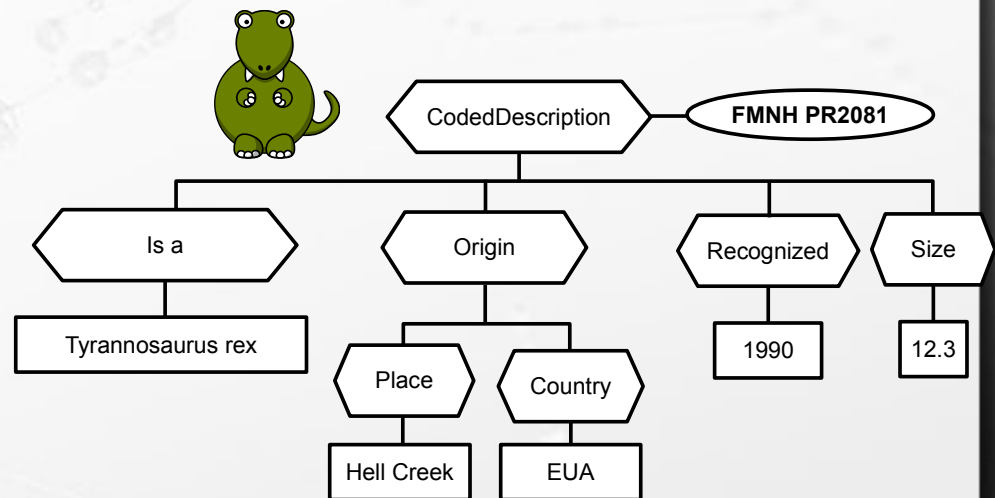 CodedDescription
FMNH PR2081
Is a
Origin
Recognized
Size
Tyrannosaurus rex
Place
Country
1990
12.3
Hell Creek
EUA